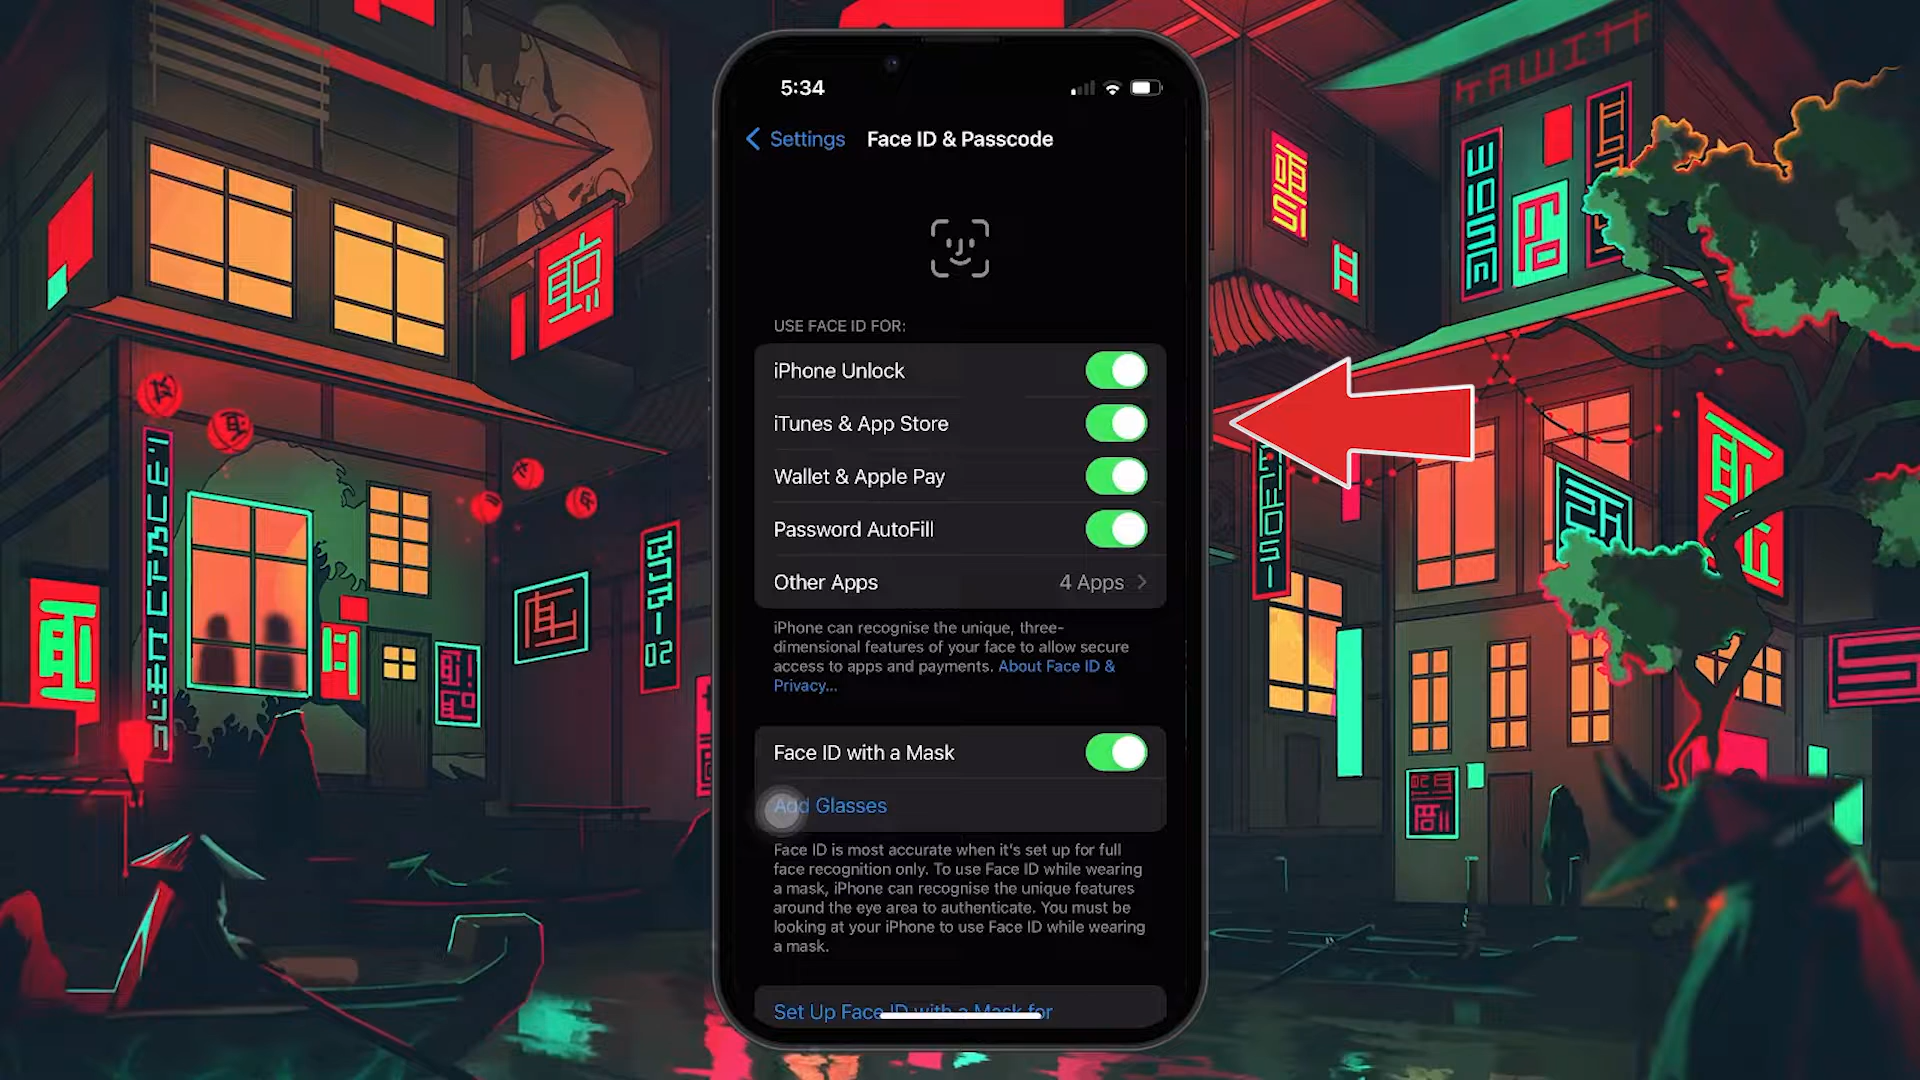 5:34
Settings
Face ID & Passcode
USE FACE ID FOR:
iPhone Unlock
iTunes & App Store
Wallet & Apple Pay
Password AutoFill
Other Apps 4 Apps
iPhone can recognise the unique, three-
dimensional features of your face to allow secure
access to apps and payments. About Face ID &
Privacy...
Face ID with a Mask
Add Glasses
Face ID is most accurate when it's set up for full
face recognition only. To use Face ID while wearing
a mask, iPhone can recognise the unique features
around the eye area to authenticate. You must be
looking at your iPhone to use Face ID while wearing
a mask.
Set Up Face ID with a Mask for